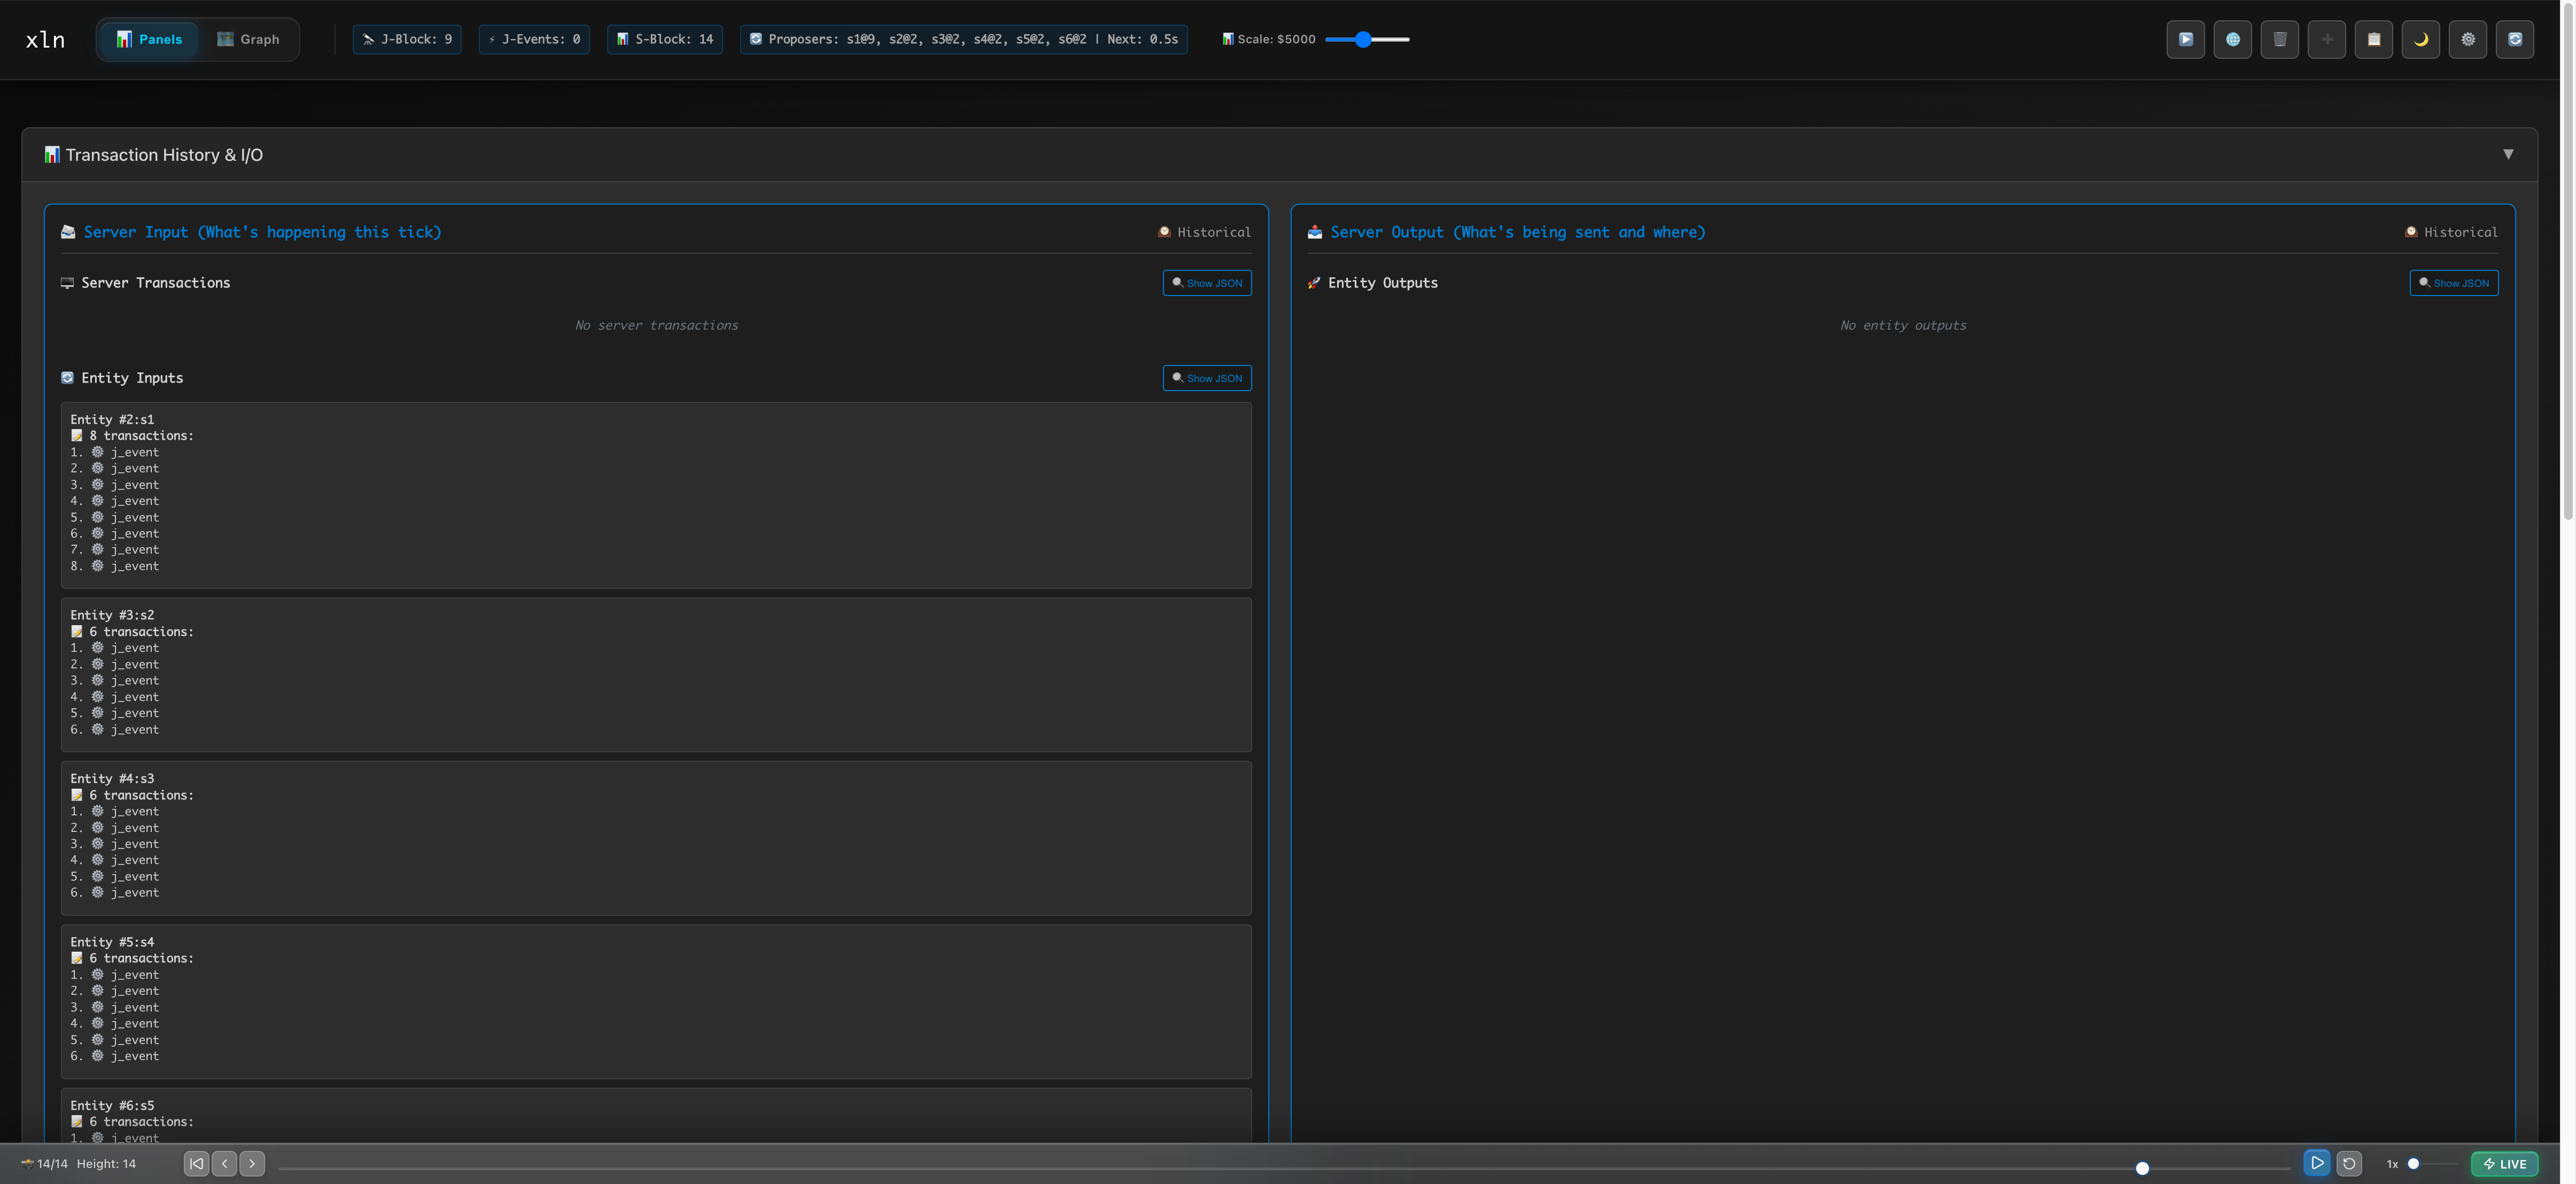 xln
Panels
Graph
J-Block: 9
J-Events: 0
S-Block: 14
Proposers: s1@9, s2@2, s3@2, s4@2, s5@2, s6@2 | Next: 0.5s
Scale: $5000
Transaction History & I/O
Server Input (What's happening this tick)
Historical
Server Transactions
Show JSON
No server transactions
Entity Inputs
Show JSON
Entity #2:s1
8 transactions:
1. j_event
2. j_event
3. j_event
4. j_event
5. j_event
6. j_event
7. j_event
8. j_event
Entity #3:s2
6 transactions:
1. j_event
2. j_event
3. j_event
4. j_event
5. j_event
6. j_event
Entity #4:s3
6 transactions:
1. j_event
2. j_event
3. j_event
4. j_event
5. j_event
6. j_event
Entity #5:s4
6 transactions:
1. j_event
2. j_event
3. j_event
4. j_event
5. j_event
6. j_event
Entity #6:s5
6 transactions:
1. j_event
Server Output (What's being sent and where)
Historical
Entity Outputs
Show JSON
No entity outputs
14/14 Height: 14
1x
LIVE